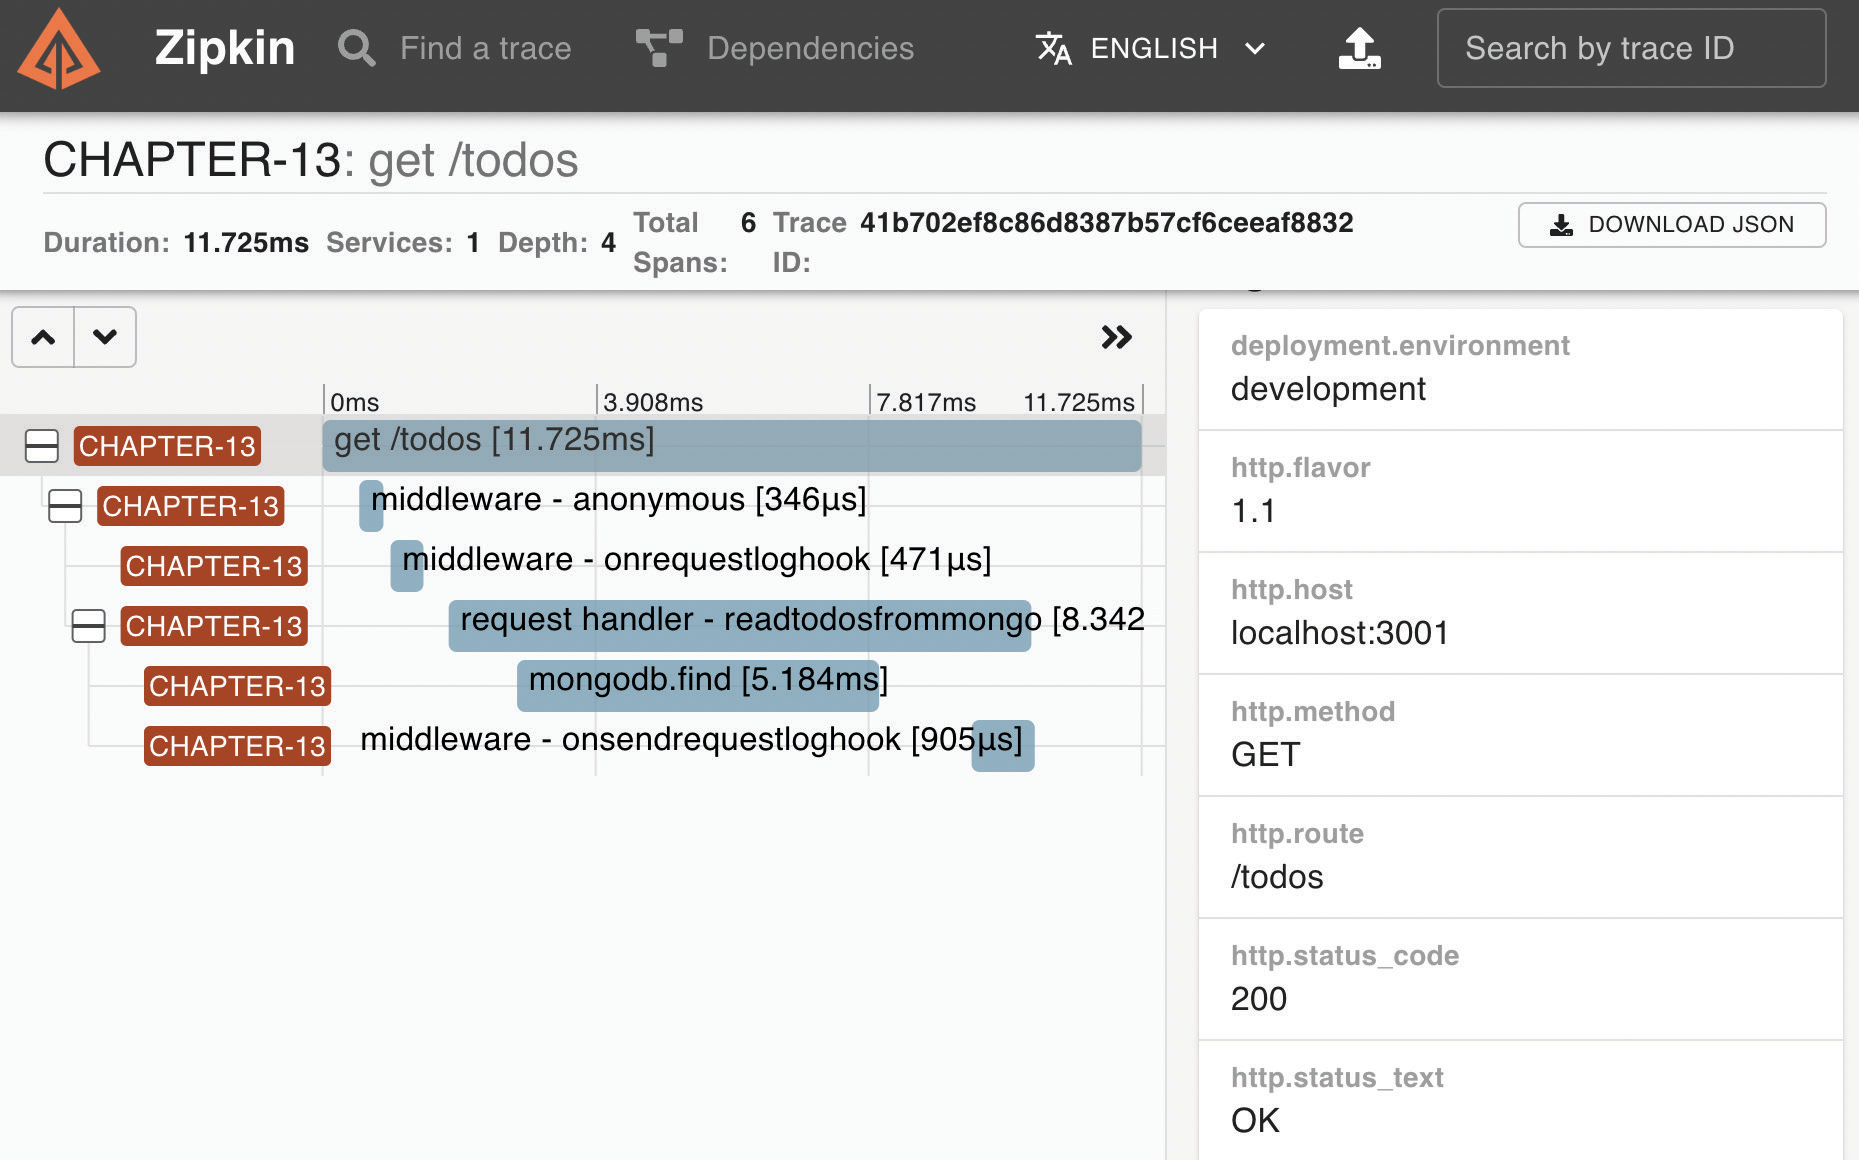 Zipkin Find a trace Dependencies ENGLISH Search by trace ID
CHAPTER-13: get /todos
Duration: 11.725ms Services: 1 Depth: 4 Total Spans: 6 Trace ID: 41b702ef8c86d8387b57cf6ceeaf8832
DOWNLOAD JSON
0ms 3.908ms 7.817ms 11.725ms
CHAPTER-13 get /todos [11.725ms]
CHAPTER-13 middleware - anonymous [346µs]
CHAPTER-13 middleware - onrequestloghook [471µs]
CHAPTER-13 request handler - readtodosfrommongo [8.342
CHAPTER-13 mongodb.find [5.184ms]
CHAPTER-13 middleware - onsendrequestloghook [905µs]
deployment.environment
development
http.flavor
1.1
http.host
localhost:3001
http.method
GET
http.route
/todos
http.status_code
200
http.status_text
OK